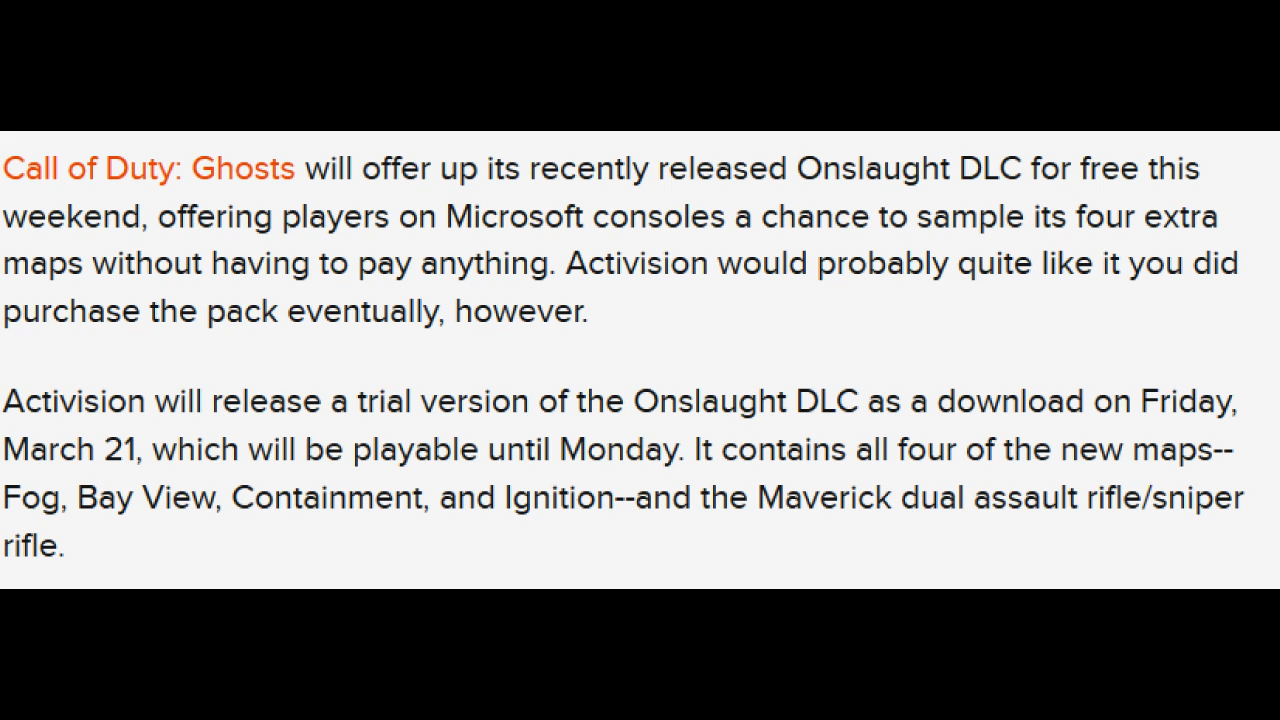 Call of Duty: Ghosts will offer up its recently released Onslaught DLC for free this
weekend, offering players on Microsoft consoles a chance to sample its four extra
maps without having to pay anything. Activision would probably quite like it you did
purchase the pack eventually, however.
Activision will release a trial version of the Onslaught DLC as a download on Friday,
March 21, which will be playable until Monday. It contains all four of the new maps--
Fog, Bay View, Containment, and Ignition--and the Maverick dual assault rifle/sniper
rifle.